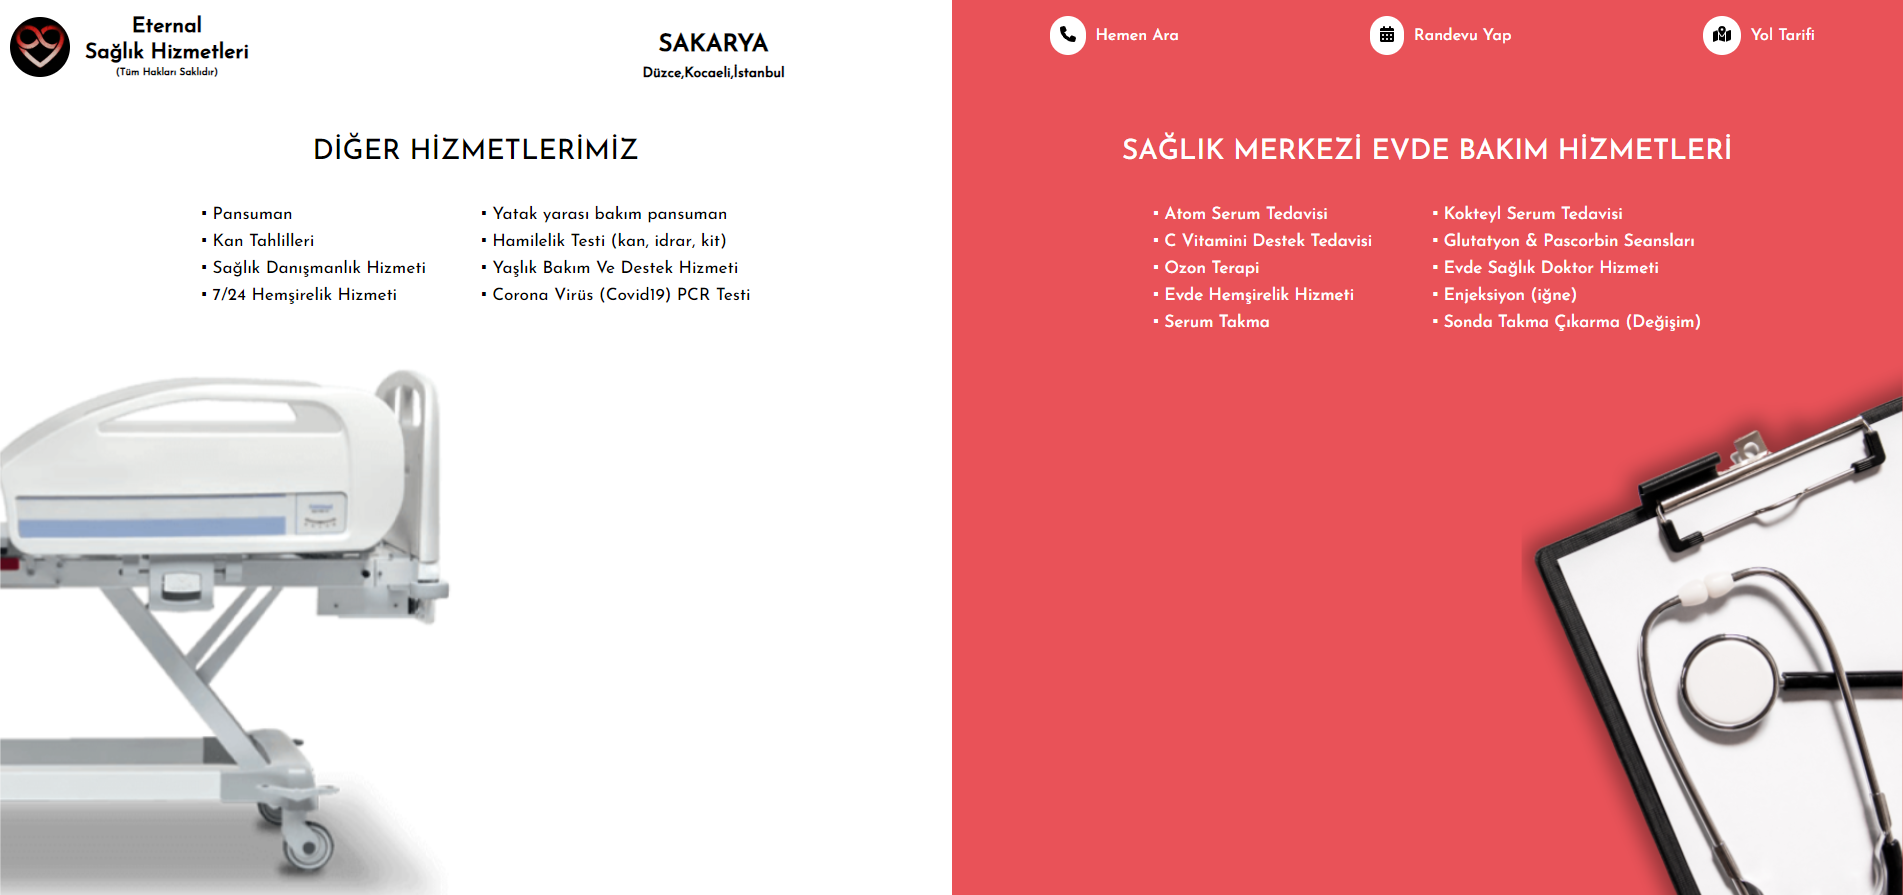 Eternal
Sağlık Hizmetleri
(Tüm Hakları Saklıdır)
SAKARYA
Düzce,Kocaeli,İstanbul
Hemen Ara
Randevu Yap
Yol Tarifi
DİĞER HİZMETLERİMİZ
▪ Pansuman
▪ Kan Tahlilleri
▪ Sağlık Danışmanlık Hizmeti
▪ 7/24 Hemşirelik Hizmeti
▪ Yatak yarası bakım pansuman
▪ Hamilelik Testi (kan, idrar, kit)
▪ Yaşlık Bakım Ve Destek Hizmeti
▪ Corona Virüs (Covid19) PCR Testi
SAĞLIK MERKEZİ EVDE BAKIM HİZMETLERİ
▪ Atom Serum Tedavisi
▪ C Vitamini Destek Tedavisi
▪ Ozon Terapi
▪ Evde Hemşirelik Hizmeti
▪ Serum Takma
▪ Kokteyl Serum Tedavisi
▪ Glutatyon & Pascorbin Seansları
▪ Evde Sağlık Doktor Hizmeti
▪ Enjeksiyon (iğne)
▪ Sonda Takma Çıkarma (Değişim)